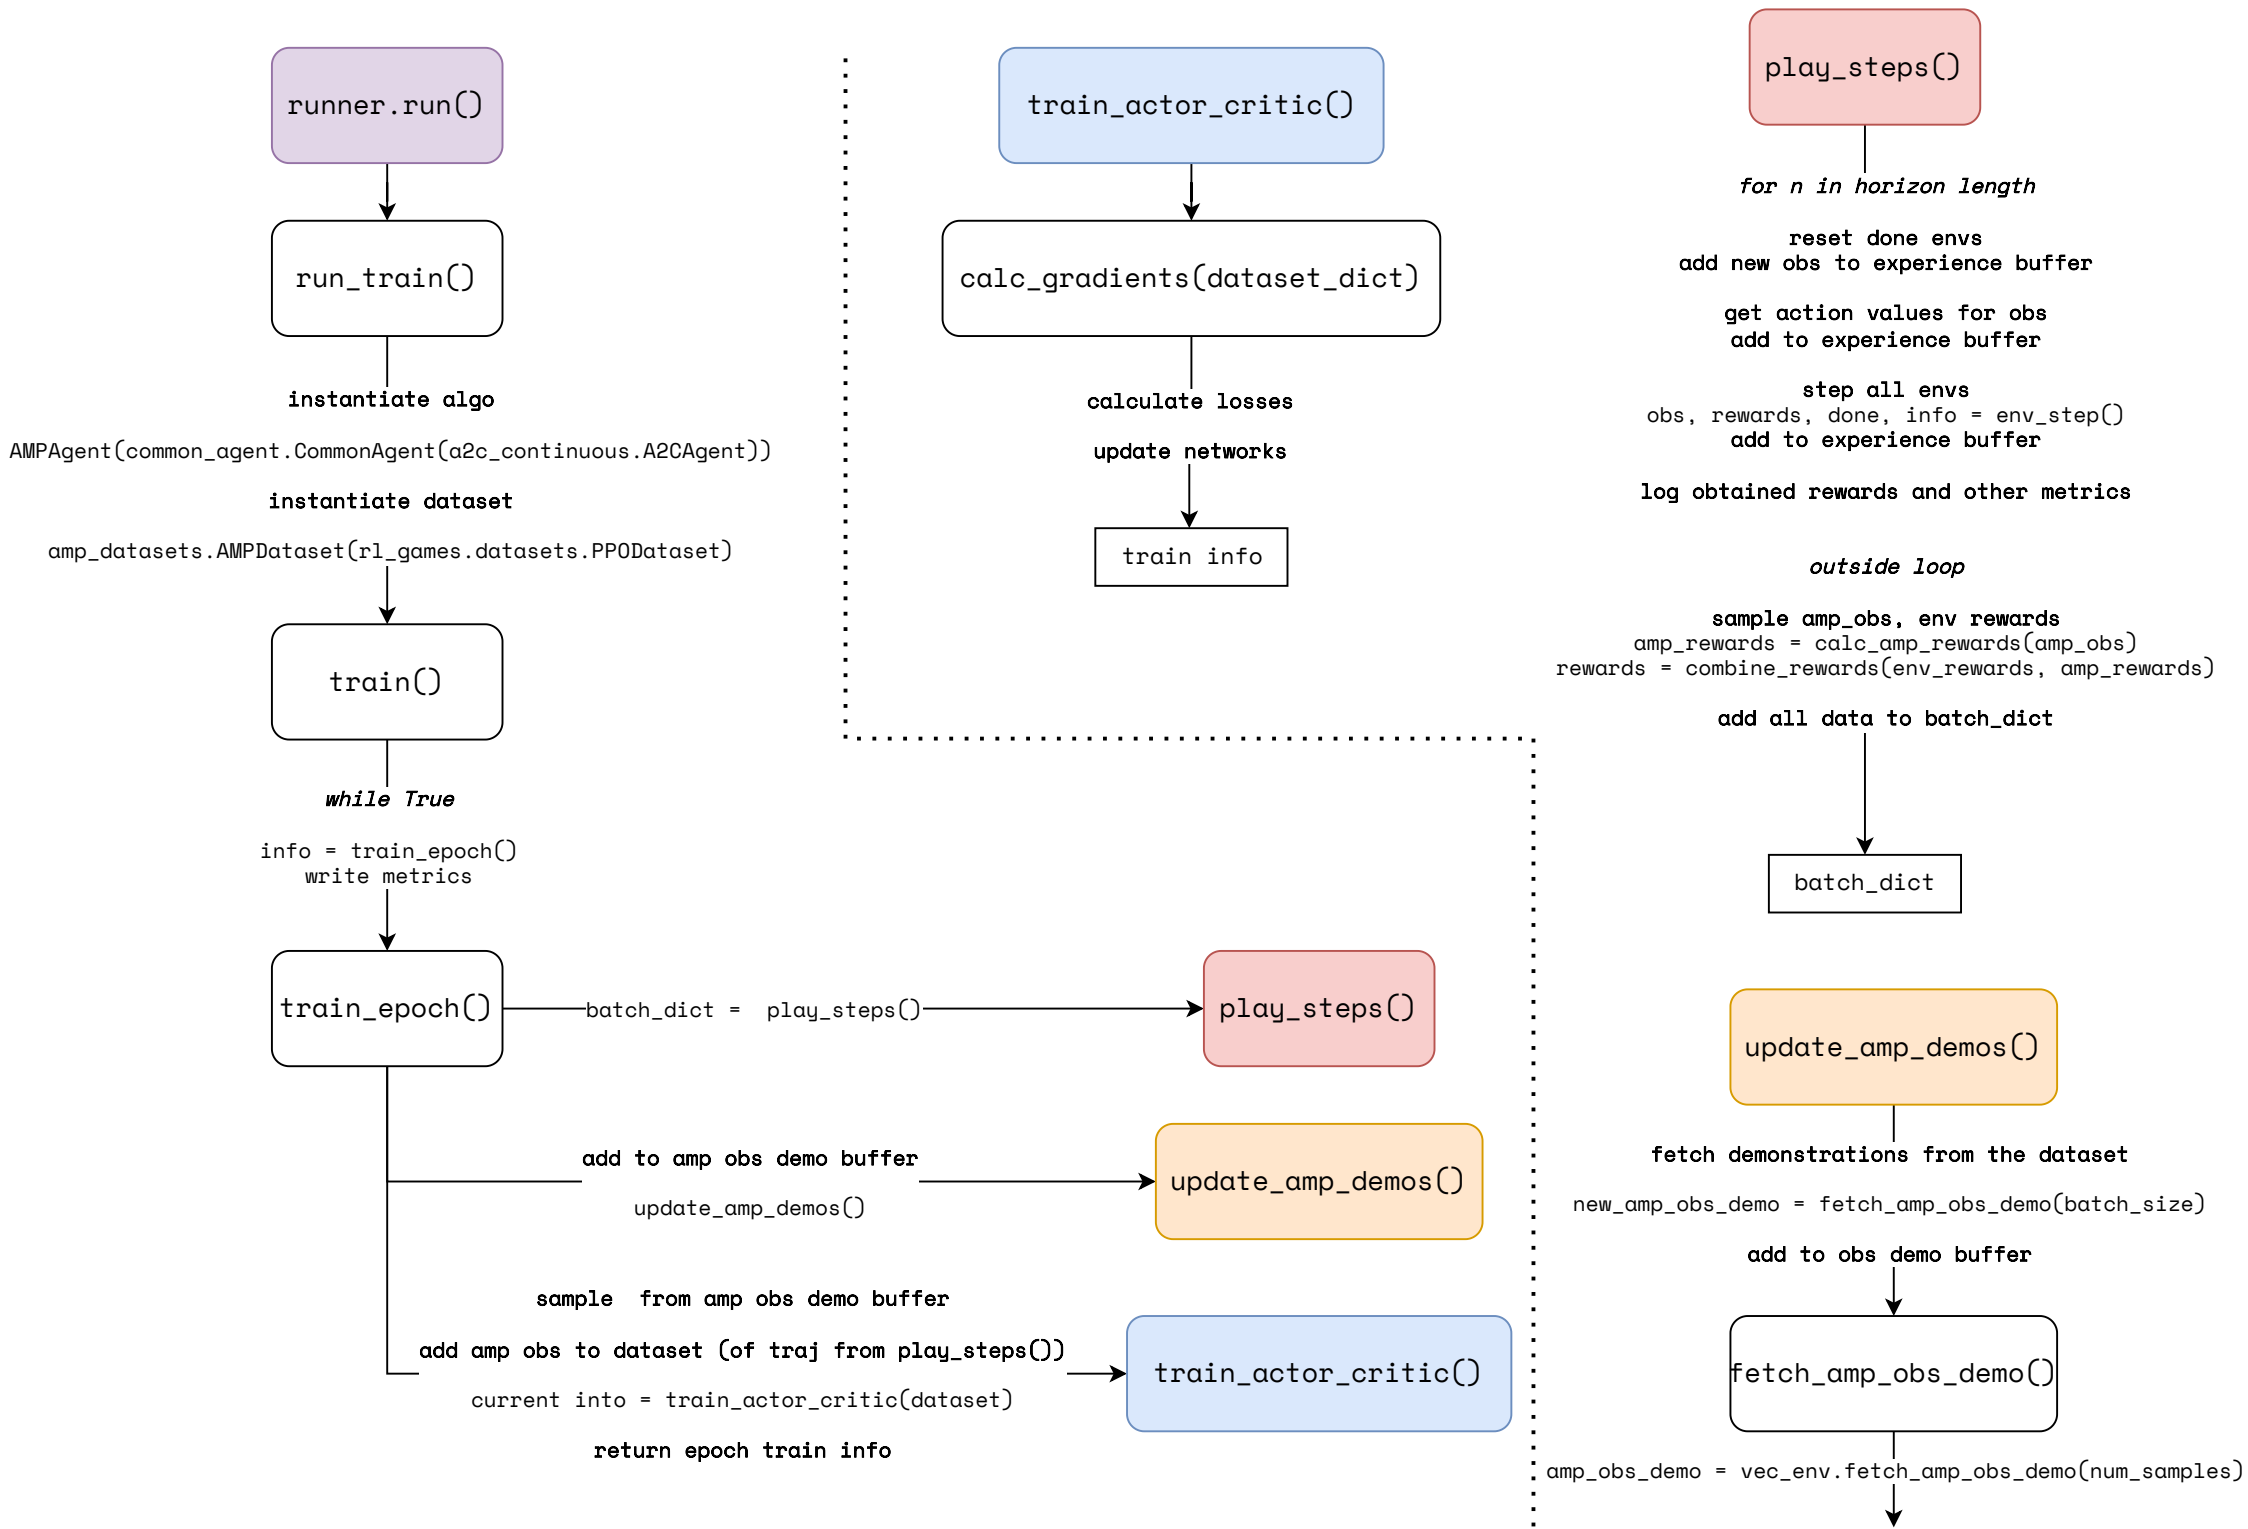 runner.run()
run_train()
instantiate algo
AMPAgent(common_agent.CommonAgent(a2c_continuous.A2CAgent))
instantiate dataset
amp_datasets.AMPDataset(rl_games.datasets.PPODataset)
train()
while True
info = train_epoch()
write metrics
train_epoch()
batch_dict =  play_steps()
play_steps()
add to amp obs demo buffer
update_amp_demos()
update_amp_demos()
sample  from amp obs demo buffer
add amp obs to dataset (of traj from play_steps())
current into = train_actor_critic(dataset)
return epoch train info
train_actor_critic()
train_actor_critic()
calc_gradients(dataset_dict)
calculate losses
update networks
train info
play_steps()
for n in horizon length
reset done envs
add new obs to experience buffer
get action values for obs
add to experience buffer
step all envs
obs, rewards, done, info = env_step()
add to experience buffer
log obtained rewards and other metrics
outside loop
sample amp_obs, env rewards
amp_rewards = calc_amp_rewards(amp_obs)
rewards = combine_rewards(env_rewards, amp_rewards)
add all data to batch_dict
batch_dict
update_amp_demos()
fetch demonstrations from the dataset
new_amp_obs_demo = fetch_amp_obs_demo(batch_size)
add to obs demo buffer
fetch_amp_obs_demo()
amp_obs_demo = vec_env.fetch_amp_obs_demo(num_samples)